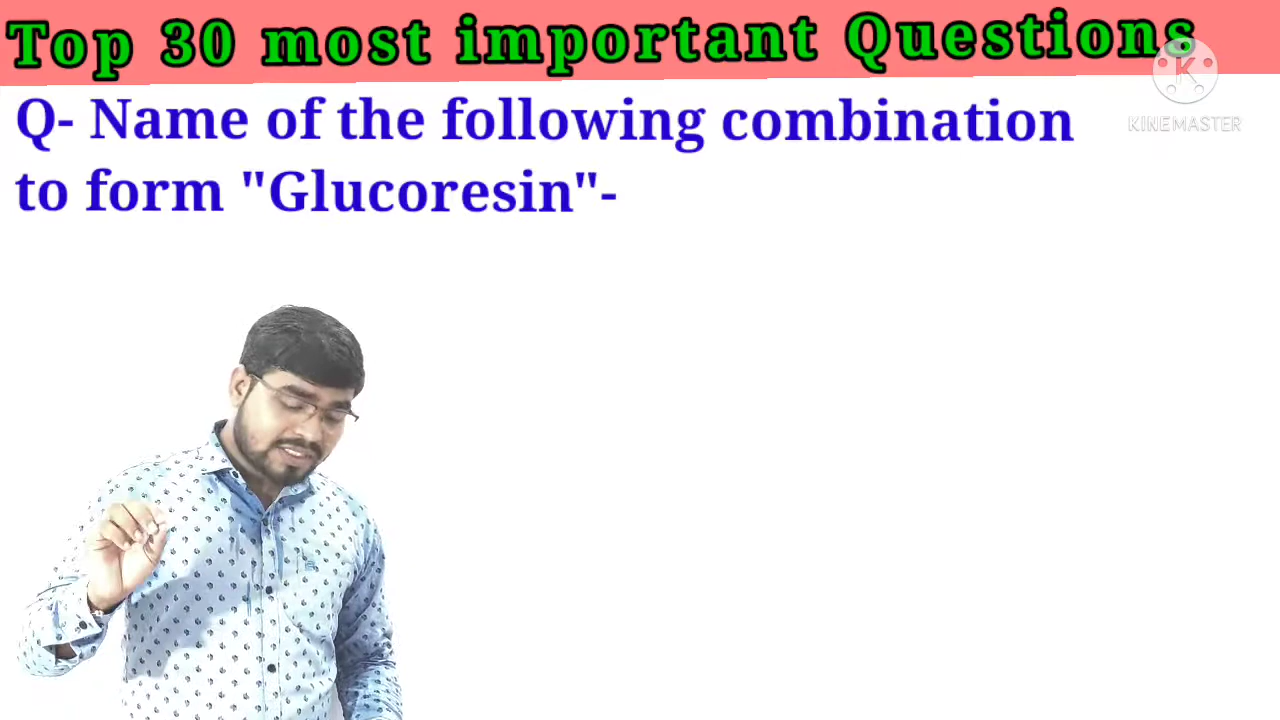 Top 30 most important Questions
K
KINEMASTER
Q- Name of the following combination
to form "Glucoresin"-